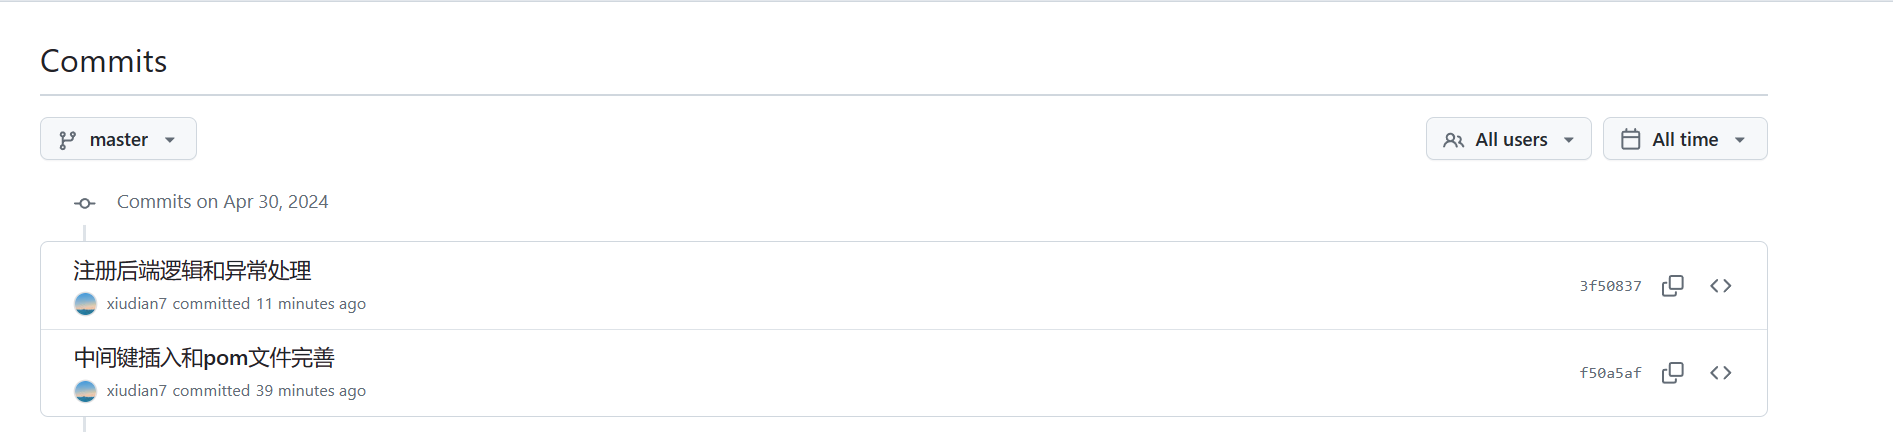 Commits
master
All users
All time
Commits on Apr 30, 2024
注册后端逻辑和异常处理
3f50837
xiudian7 committed 11 minutes ago
中间键插入和pom文件完善
f50a5af
xiudian7 committed 39 minutes ago